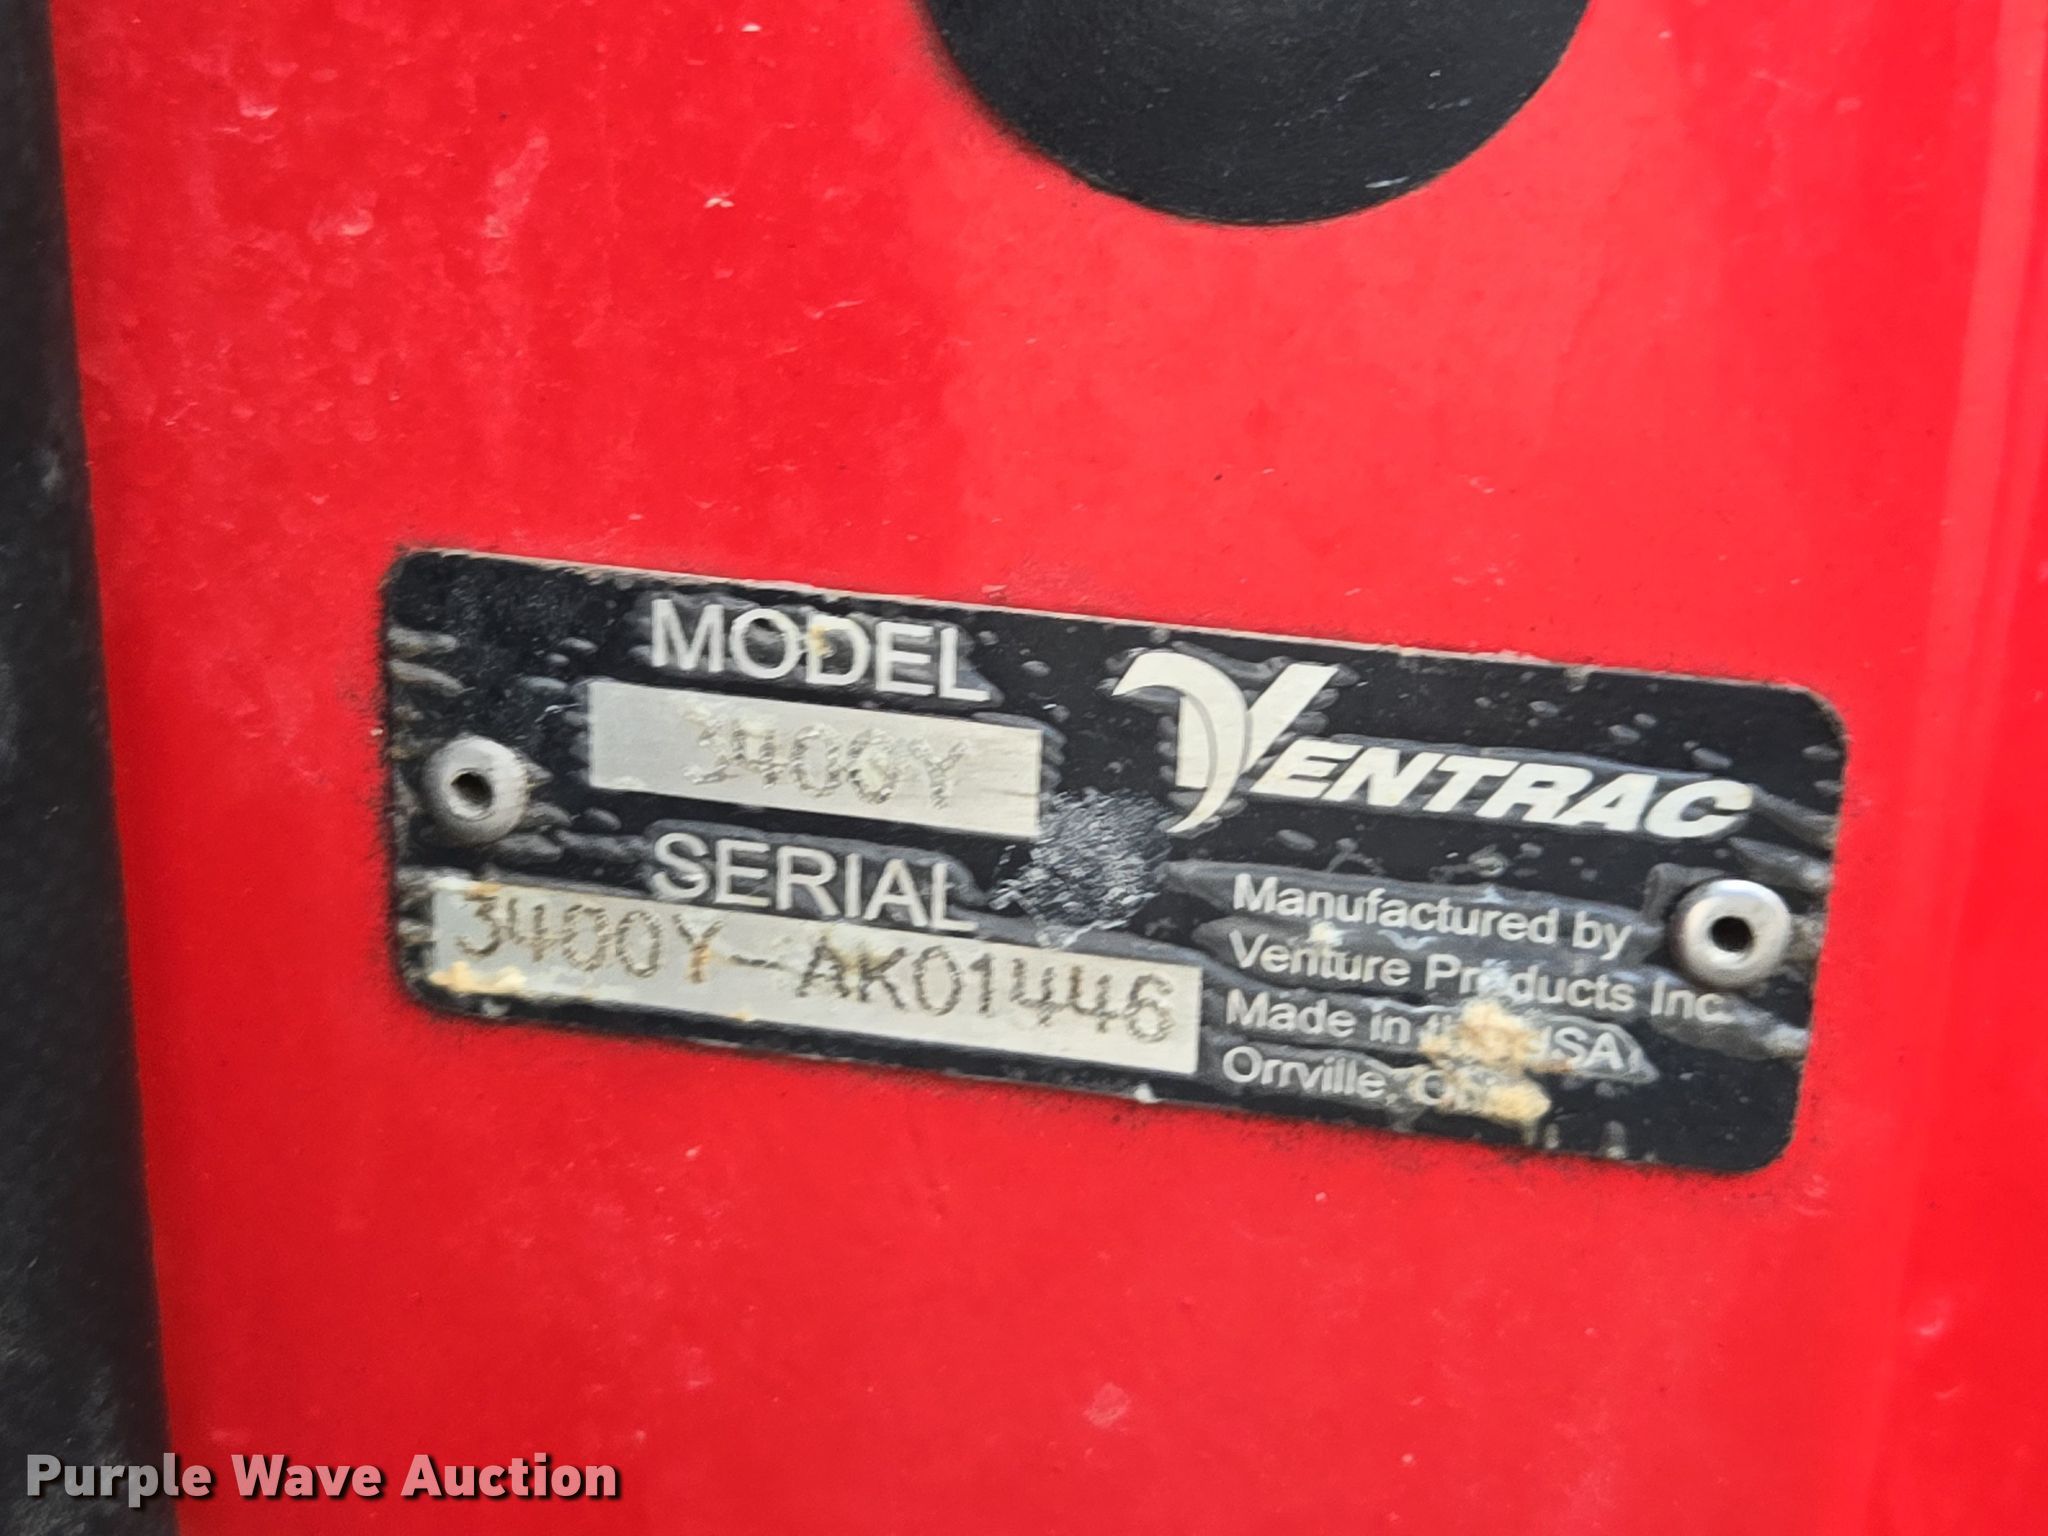 MODEL
3400Y
VENTRAC
SERIAL
3400Y-AK01446
Manufactured by
Venture Products Inc.
Made in the USA
Orrville,
Purple Wave Auction